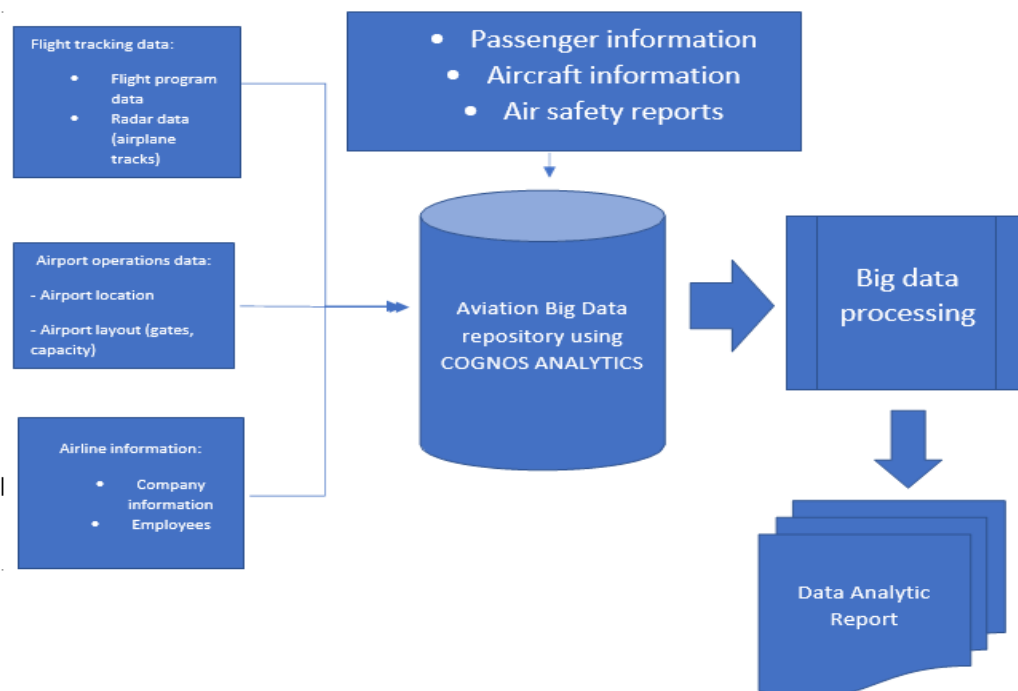 Flight tracking data:
• Flight program
data
• Radar data
(airplane
tracks)
• Passenger information
• Aircraft information
• Air safety reports
Airport operations data:
- Airport location
- Airport layout (gates,
capacity)
Aviation Big Data
repository using
COGNOS ANALYTICS
Big data
processing
Airline information:
• Company
information
• Employees
Data Analytic
Report